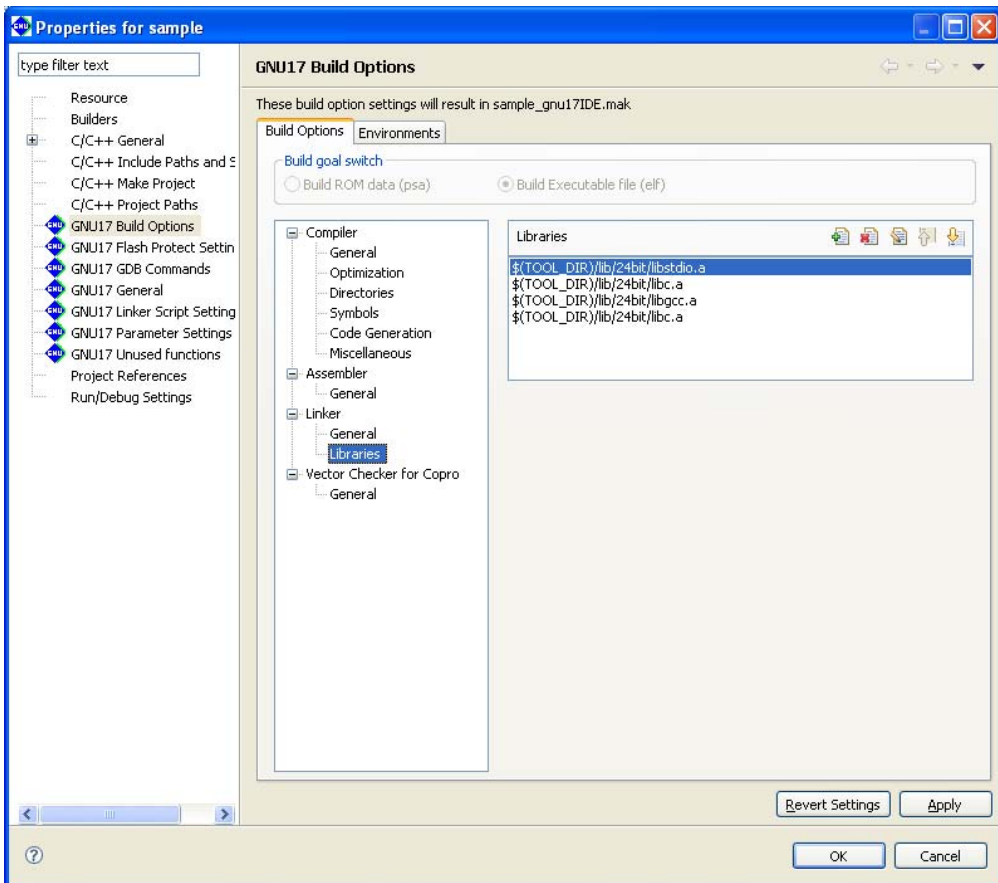 Properties for sample
type filter text
Resource
Builders
C/C++ General
C/C++ Include Paths and S
C/C++ Make Project
C/C++ Project Paths
GNU17 Build Options
GNU17 Flash Protect Settin
GNU17 GDB Commands
GNU17 General
GNU17 Linker Script Setting
GNU17 Parameter Settings
GNU17 Unused functions
Project References
Run/Debug Settings
GNU17 Build Options
These build option settings will result in sample_gnu17IDE.mak
Build Options
Environments
Build goal switch
Build ROM data (psa)
Build Executable file (elf)
Compiler
General
Optimization
Directories
Symbols
Code Generation
Miscellaneous
Assembler
General
Linker
General
Libraries
Vector Checker for Copro
General
Libraries
$(TOOL_DIR)/lib/24bit/libstdio.a
$(TOOL_DIR)/lib/24bit/libc.a
$(TOOL_DIR)/lib/24bit/libgcc.a
$(TOOL_DIR)/lib/24bit/libc.a
Revert Settings
Apply
OK
Cancel